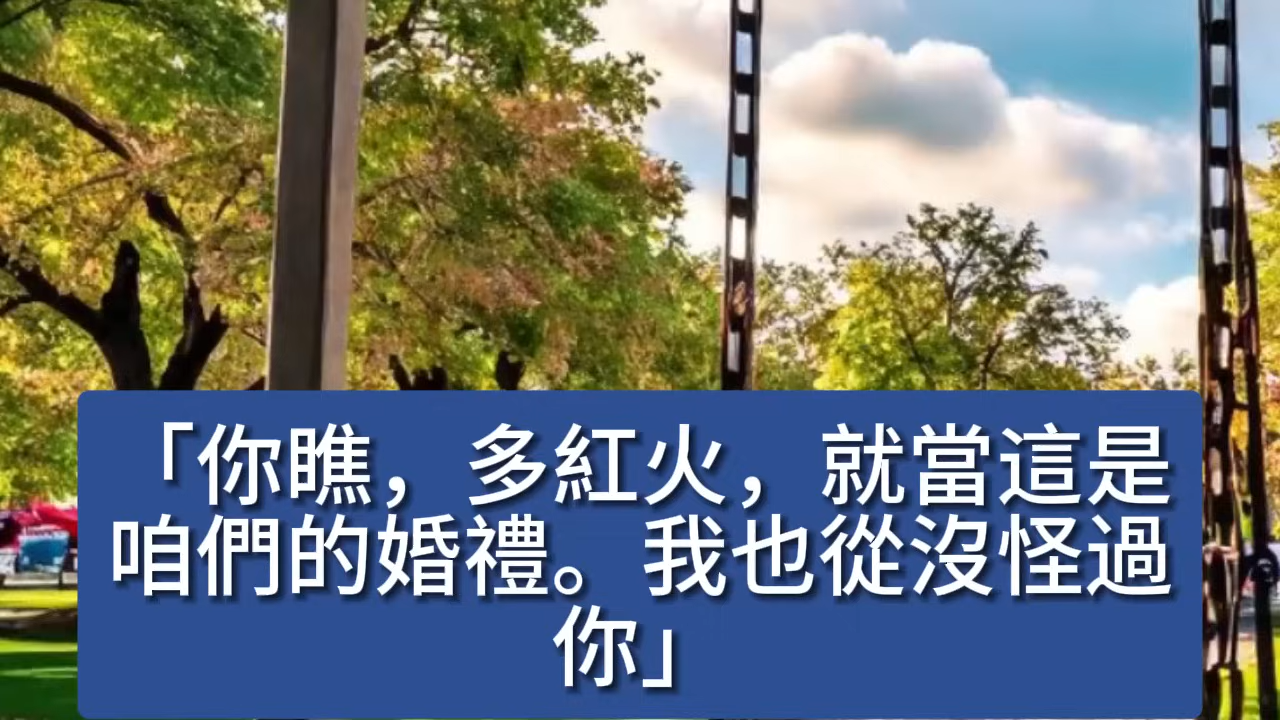 「你瞧，多紅火，就當這是
咱們的婚禮。我也從沒怪過
你」